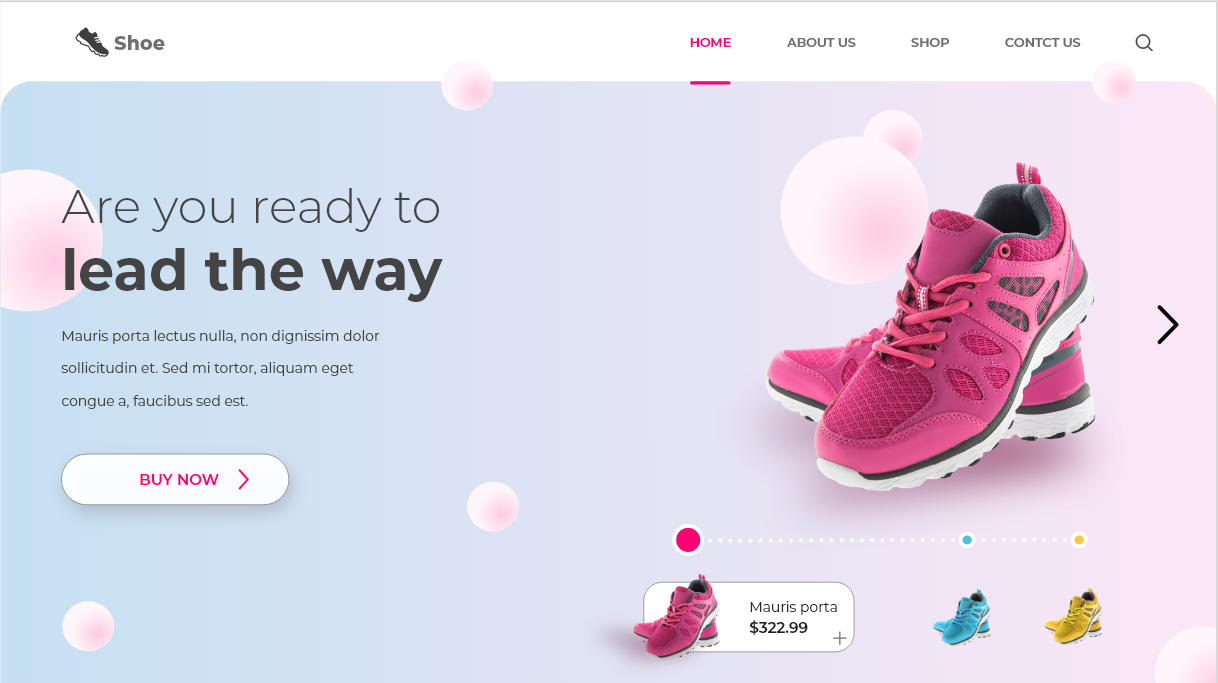 Shoe
HOME
ABOUT US
SHOP
CONTCT US
Are you ready to
lead the way
Mauris porta lectus nulla, non dignissim dolor
sollicitudin et. Sed mi tortor, aliquam eget
congue a, faucibus sed est.
BUY NOW
Mauris porta
$322.99